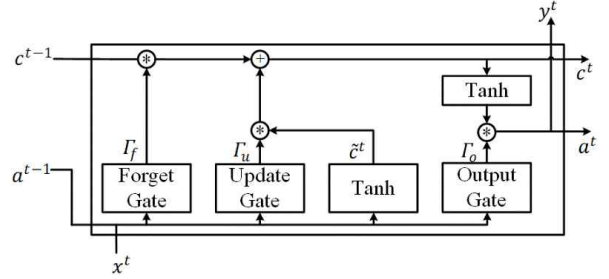 y^t
c^{t-1}
*
+
c^t
Tanh
*
*
a^t
Γ_f
Γ_u
c̃^t
Γ_o
a^{t-1}
Forget
Gate
Update
Gate
Tanh
Output
Gate
x^t